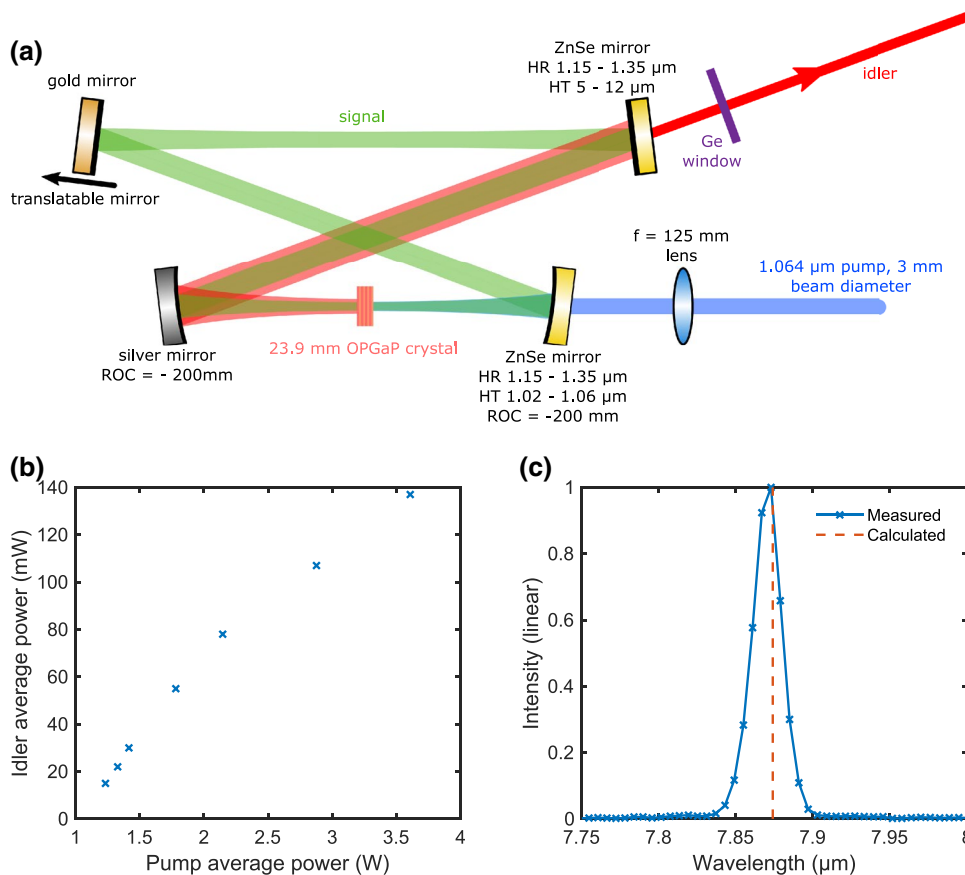 (a)
gold mirror
translatable mirror
signal
ZnSe mirror
HR 1.15 - 1.35 μm
HT 5 - 12 μm
idler
Ge
window
f = 125 mm
lens
1.064 μm pump, 3 mm
beam diameter
silver mirror
ROC = - 200mm
23.9 mm OPGaP crystal
ZnSe mirror
HR 1.15 - 1.35 μm
HT 1.02 - 1.06 μm
ROC = -200 mm
(b)
140
120
100
80
60
40
20
0
Idler average power (mW)
1 1.5 2 2.5 3 3.5 4
Pump average power (W)
(c)
1
0.8
0.6
0.4
0.2
0
Intensity (linear)
Measured
Calculated
7.75 7.8 7.85 7.9 7.95 8
Wavelength (μm)